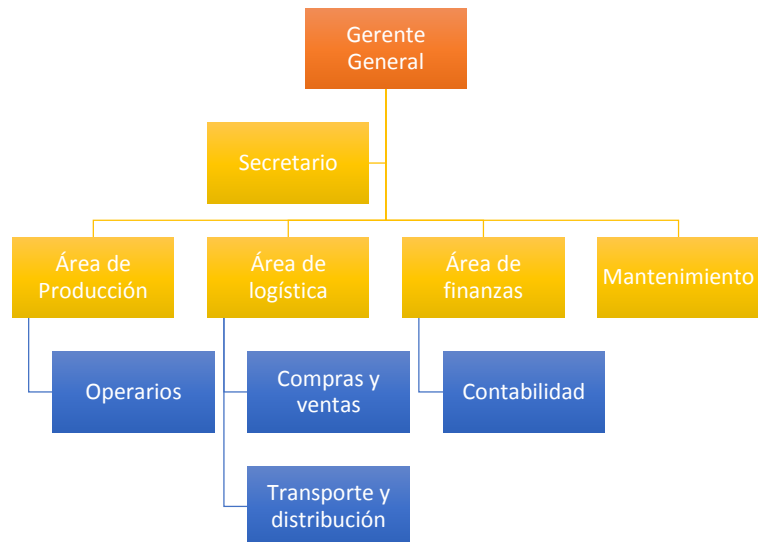 Gerente
General
Secretario
Área de
Producción
Área de
logística
Área de
finanzas
Mantenimiento
Operarios
Compras y
ventas
Contabilidad
Transporte y
distribución